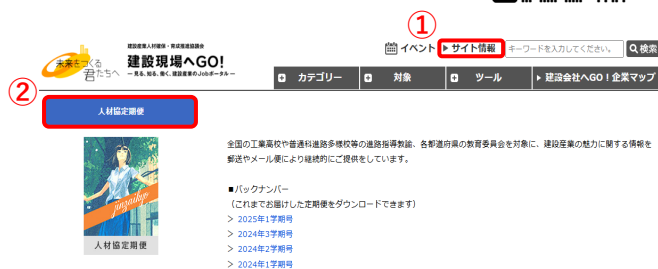 ①
建設産業人材確保・育成推進協議会
未来をつくる
君たちへ
建設現場へGO!
ー見る、知る、働く、建設産業のJobポータルー
イベント
サイト情報
キーワードを入力してください。
検索
カテゴリー
対象
ツール
建設会社へGO!企業マップ
②
人材協定期便
jinzaikyo
人材協定期便
全国の工業高校や普通科進路多様校等の進路指導教諭、各都道府県の教育委員会を対象に、建設産業の魅力に関する情報を
郵送やメール便により継続的にご提供をしています。
■バックナンバー
(これまでお届けした定期便をダウンロードできます)
> 2025年1学期号
> 2024年3学期号
> 2024年2学期号
> 2024年1学期号